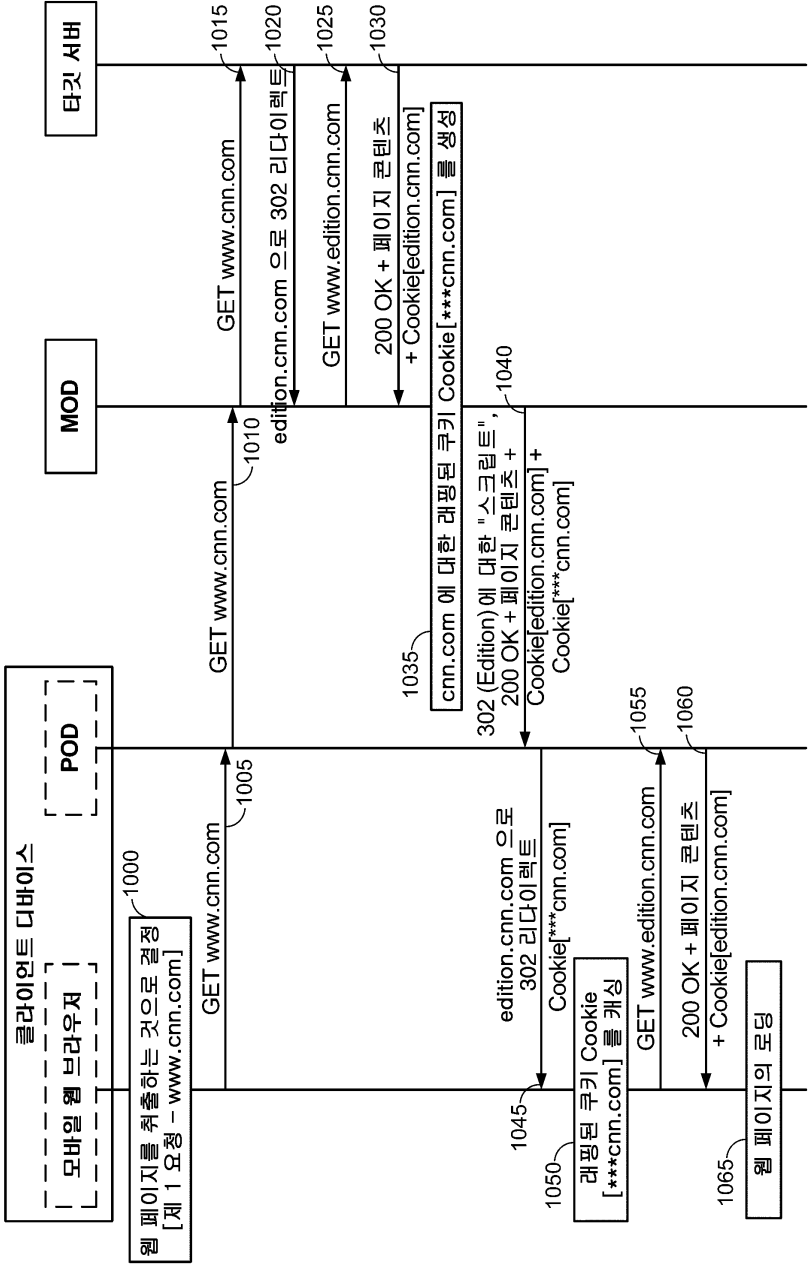 클라이언트 디바이스
모바일 웹 브라우저
POD
MOD
타깃 서버
1000
웹 페이지를 취출하는 것으로 결정
[제 1 요청 – www.cnn.com]
GET www.cnn.com
1005
GET www.cnn.com
1010
GET www.cnn.com
1015
edition.cnn.com 으로 302 리다이렉트
1020
GET www.edition.cnn.com
1025
200 OK + 페이지 콘텐츠
+ Cookie[edition.cnn.com]
1030
1035
cnn.com 에 대한 래핑된 쿠키 Cookie[***cnn.com] 를 생성
302 (Edition)에 대한 "스크립트",
200 OK + 페이지 콘텐츠 +
Cookie[edition.cnn.com] +
Cookie[***cnn.com]
1040
edition.cnn.com 으로
302 리다이렉트
Cookie[***cnn.com]
1045
1050
래핑된 쿠키 Cookie
[***cnn.com] 를 캐싱
GET www.edition.cnn.com
1055
200 OK + 페이지 콘텐츠
+ Cookie[edition.cnn.com]
1060
1065
웹 페이지의 로딩